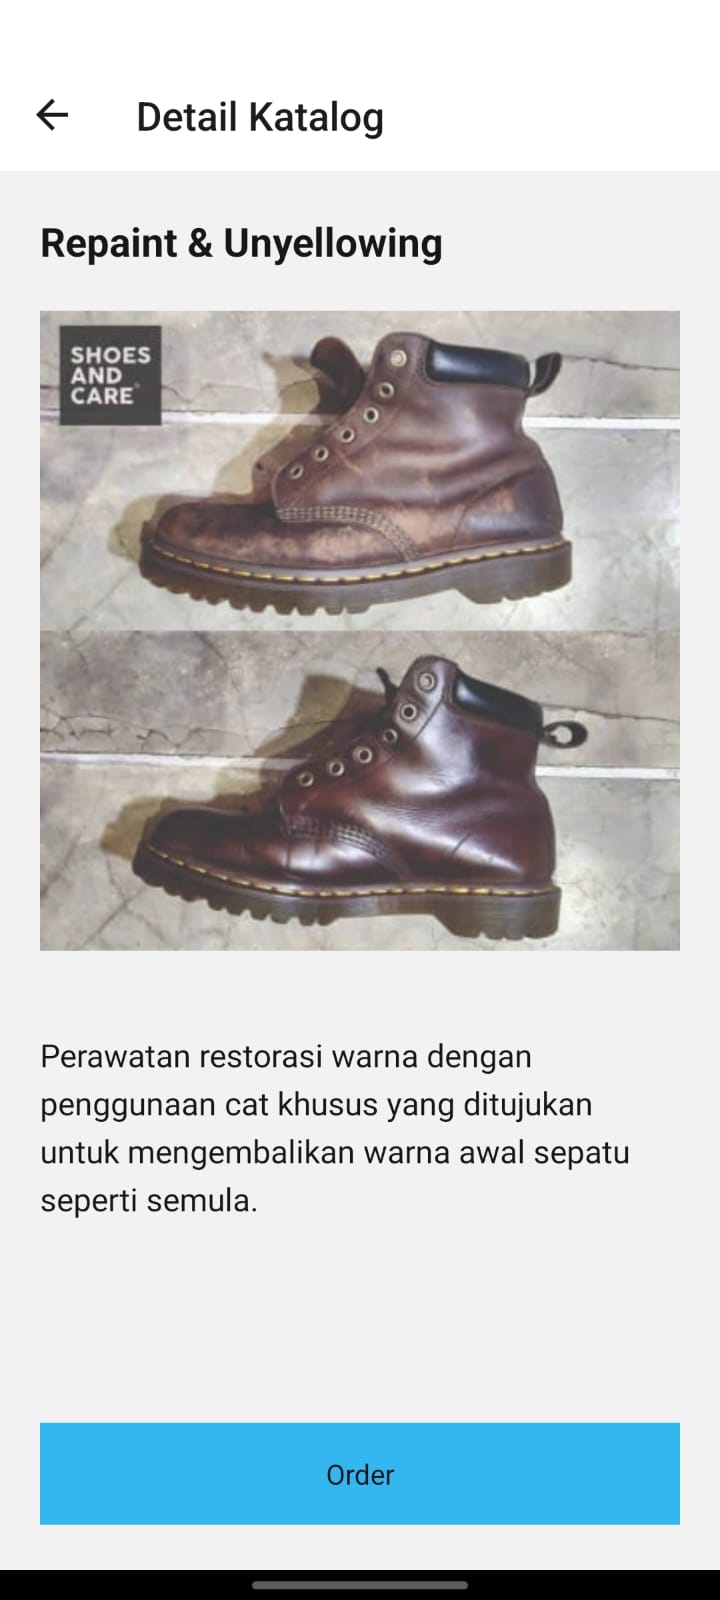 Detail Katalog
Repaint & Unyellowing
SHOES
AND
CARE
Perawatan restorasi warna dengan
penggunaan cat khusus yang ditujukan
untuk mengembalikan warna awal sepatu
seperti semula.
Order